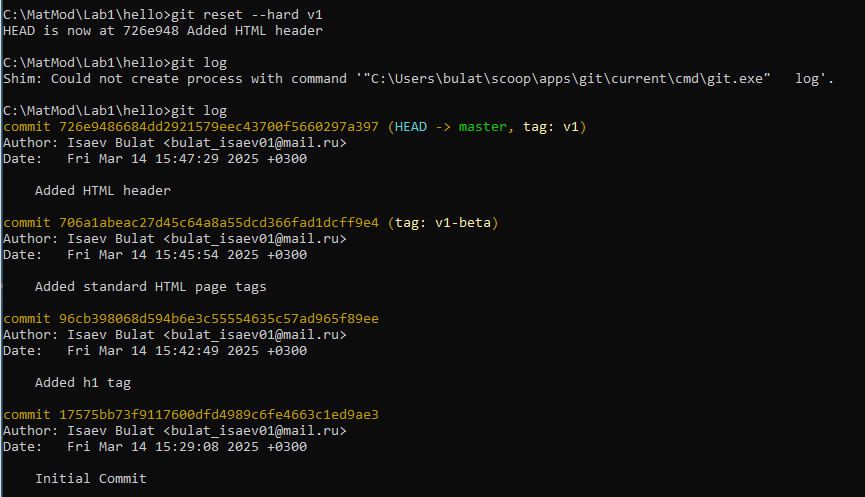 C:\MatMod\Lab1\hello>git reset --hard v1
HEAD is now at 726e948 Added HTML header
C:\MatMod\Lab1\hello>git log
Shim: Could not create process with command '"C:\Users\bulat\scoop\apps\git\current\cmd\git.exe"   log'.
C:\MatMod\Lab1\hello>git log
commit 726e9486684dd2921579eec43700f5660297a397 (HEAD -> master, tag: v1)
Author: Isaev Bulat <bulat_isaev01@mail.ru>
Date:   Fri Mar 14 15:47:29 2025 +0300
    Added HTML header
commit 706a1abeac27d45c64a8a55dcd366fad1dcff9e4 (tag: v1-beta)
Author: Isaev Bulat <bulat_isaev01@mail.ru>
Date:   Fri Mar 14 15:45:54 2025 +0300
    Added standard HTML page tags
commit 96cb398068d594b6e3c55554635c57ad965f89ee
Author: Isaev Bulat <bulat_isaev01@mail.ru>
Date:   Fri Mar 14 15:42:49 2025 +0300
    Added h1 tag
commit 17575bb73f9117600dfd4989c6fe4663c1ed9ae3
Author: Isaev Bulat <bulat_isaev01@mail.ru>
Date:   Fri Mar 14 15:29:08 2025 +0300
    Initial Commit